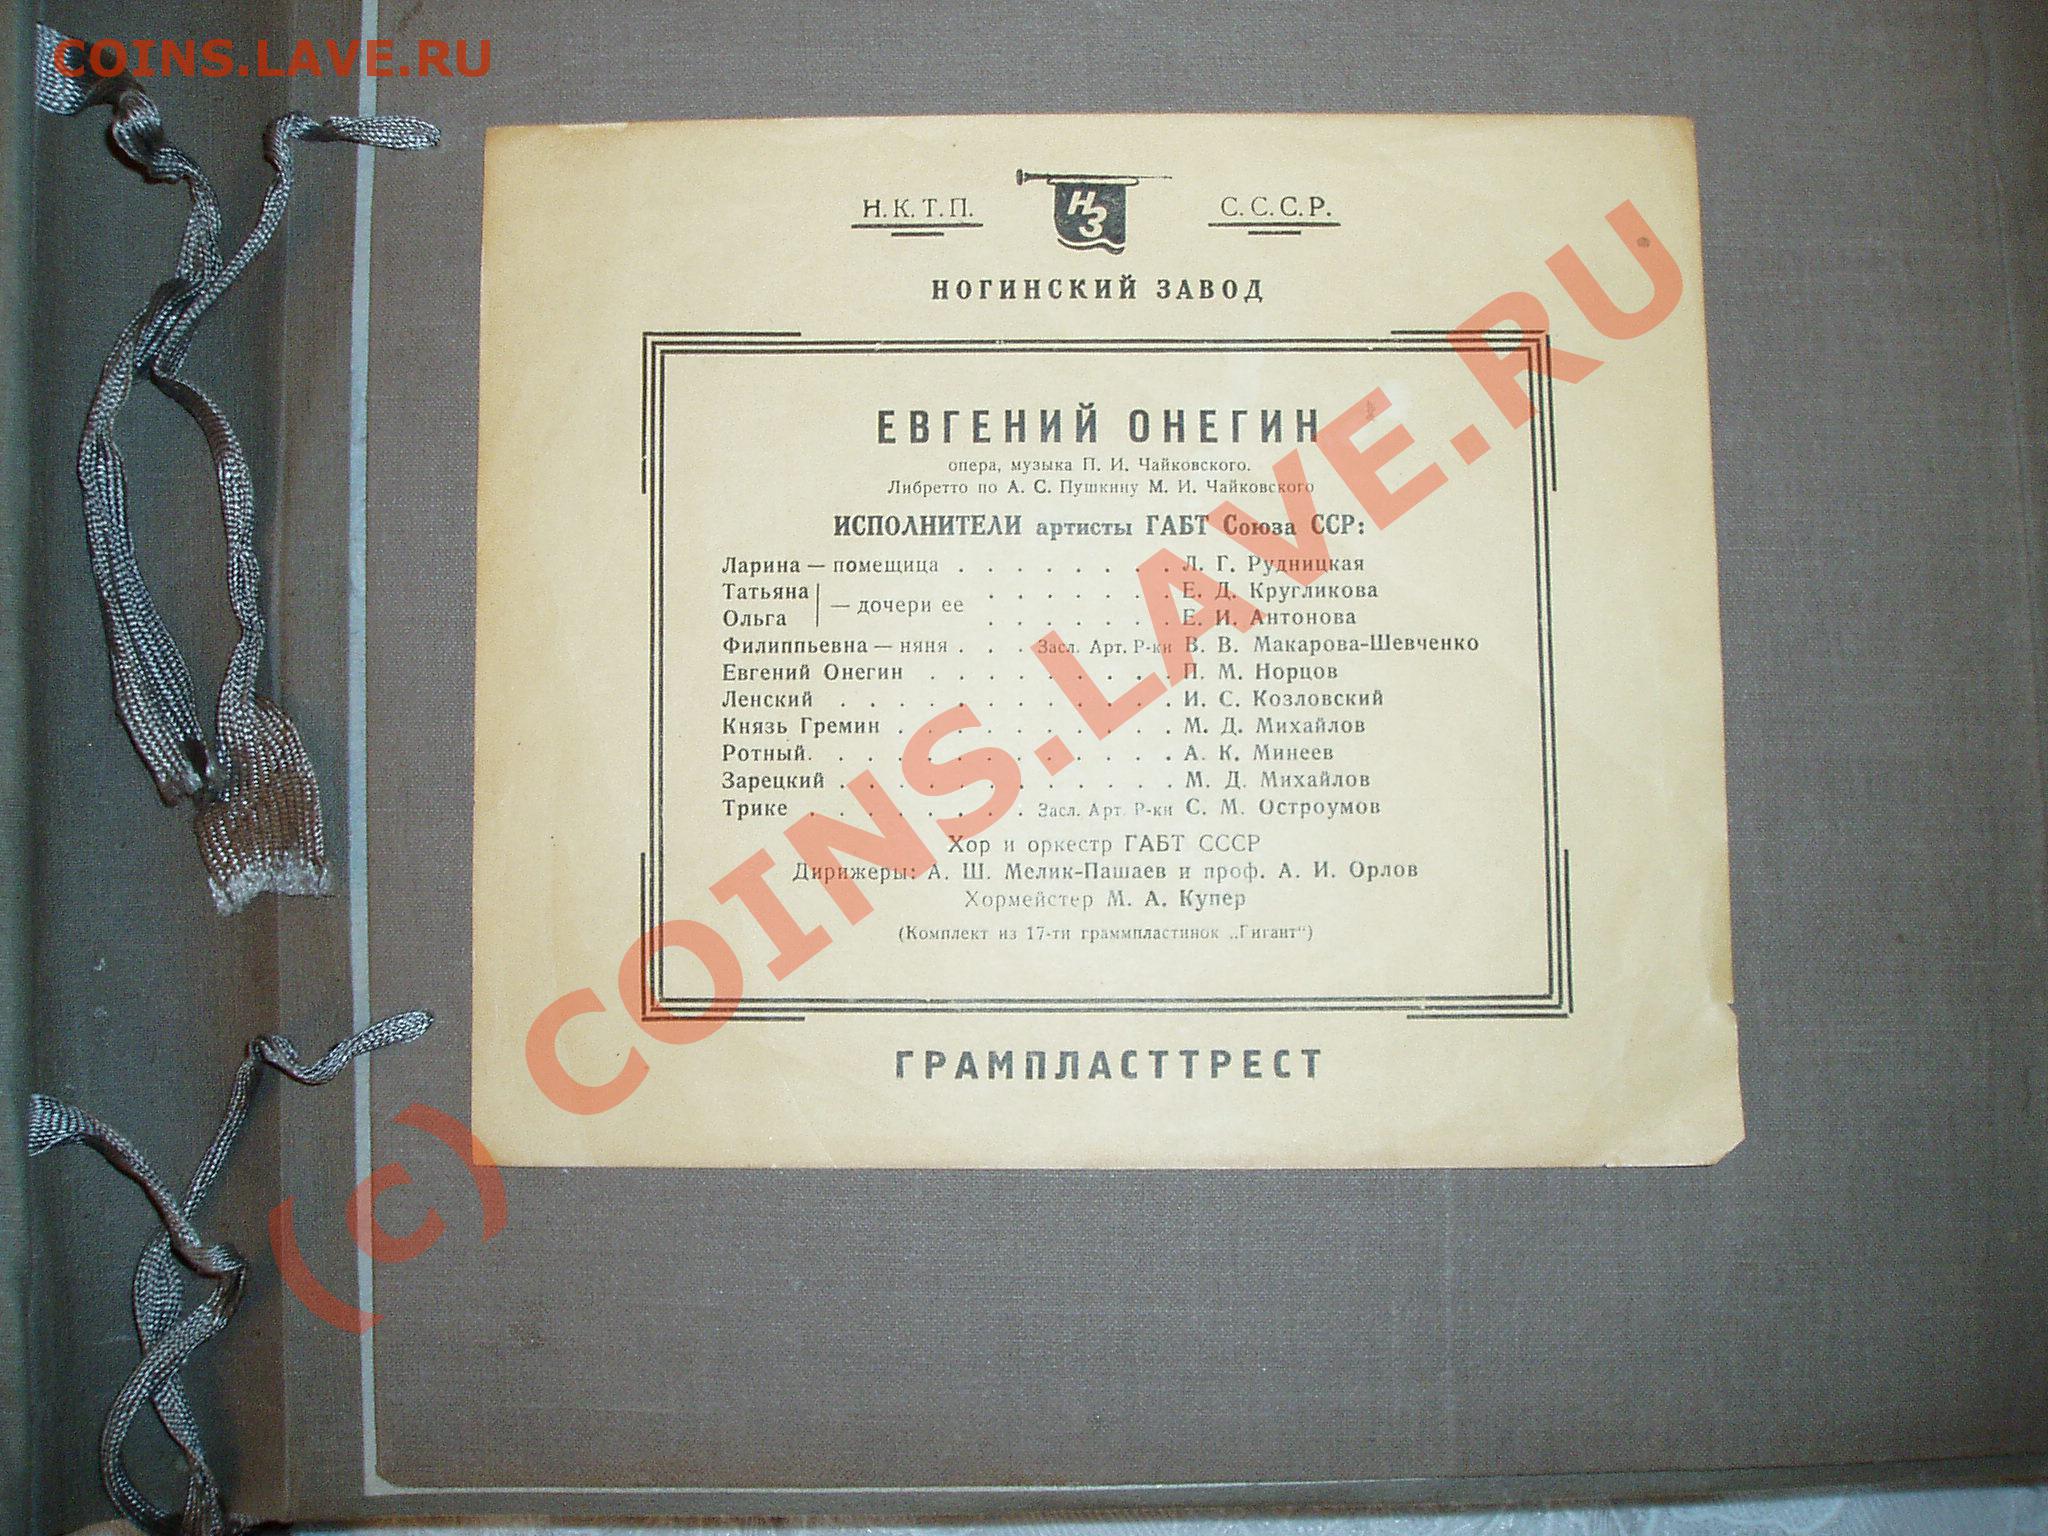 COINS.LAVE.RU
Н.К.Т.П.
НЗ
С.С.С.Р.
НОГИНСКИЙ ЗАВОД
ЕВГЕНИЙ ОНЕГИН
опера, музыка П. И. Чайковского.
Либретто по А. С. Пушкину М. И. Чайковского
ИСПОЛНИТЕЛИ артисты ГАБТ Союза ССР:
Ларина — помещица . . . . . . . . Л. Г. Рудницкая
Татьяна . . . . . . . Е. Д. Кругликова
— дочери ее
Ольга . . . . . . . Е. И. Антонова
Филиппьевна — няня . . . Засл. Арт. Р-ки В. В. Макарова-Шевченко
Евгений Онегин . . . . . . . . . П. М. Норцов
Ленский . . . . . . . . . . . . И. С. Козловский
Князь Гремин . . . . . . . . . . М. Д. Михайлов
Ротный. . . . . . . . . . . . . А. К. Минеев
Зарецкий . . . . . . . . . . . . М. Д. Михайлов
Трике . . . . . . . . Засл. Арт. Р-ки С. М. Остроумов
Хор и оркестр ГАБТ СССР
Дирижеры: А. Ш. Мелик-Пашаев и проф. А. И. Орлов
Хормейстер М. А. Купер
(Комплект из 17-ти граммпластинок „Гигант“)
ГРАМПЛАСТТРЕСТ
(c) COINS.LAVE.RU